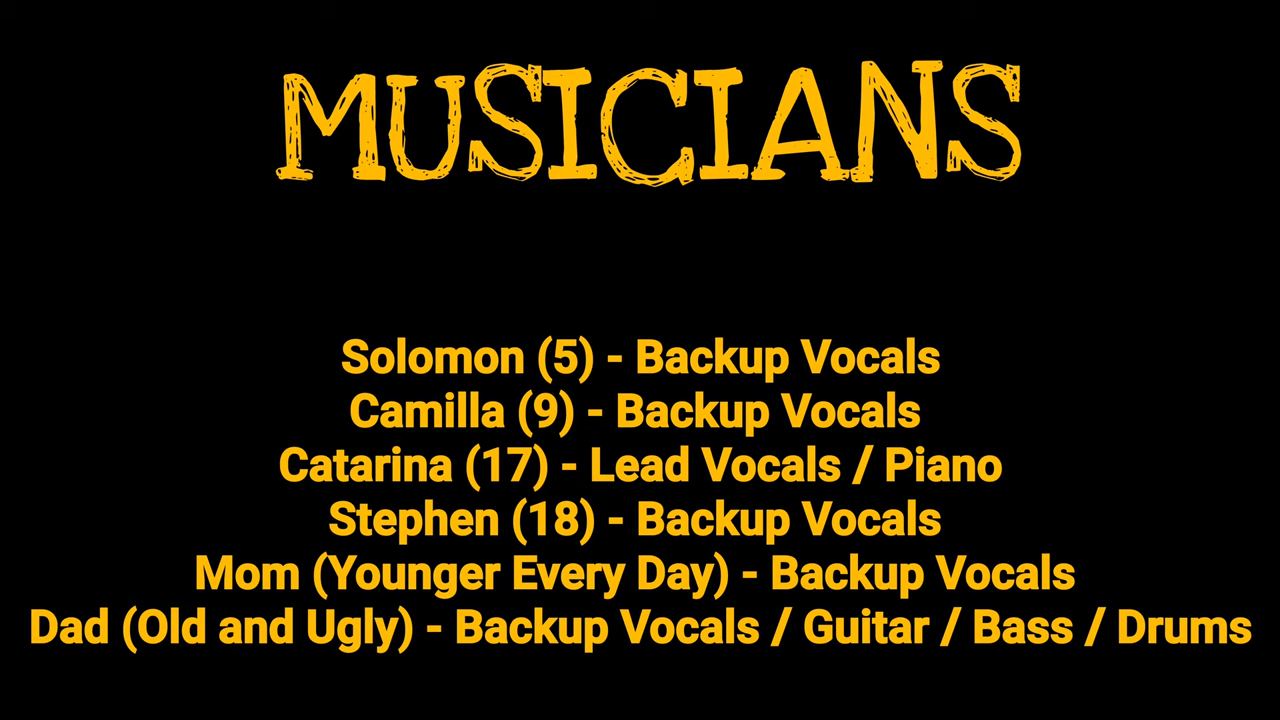 MUSICIANS
Solomon (5) - Backup Vocals
Camilla (9) - Backup Vocals
Catarina (17) - Lead Vocals / Piano
Stephen (18) - Backup Vocals
Mom (Younger Every Day) - Backup Vocals
Dad (Old and Ugly) - Backup Vocals / Guitar / Bass / Drums